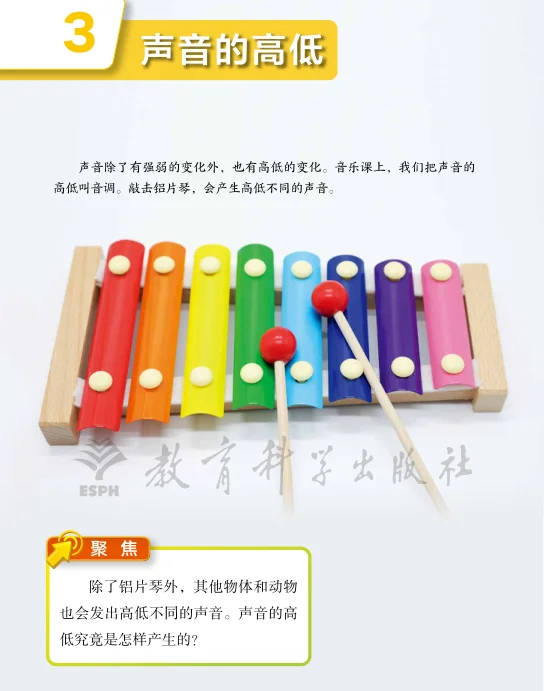 3
声音的高低
声音除了有强弱的变化外，也有高低的变化。音乐课上，我们把声音的
高低叫音调。敲击铝片琴，会产生高低不同的声音。
教育科学出版社
ESPH
聚 焦
除了铝片琴外，其他物体和动物
也会发出高低不同的声音。声音的高
低究竟是怎样产生的？